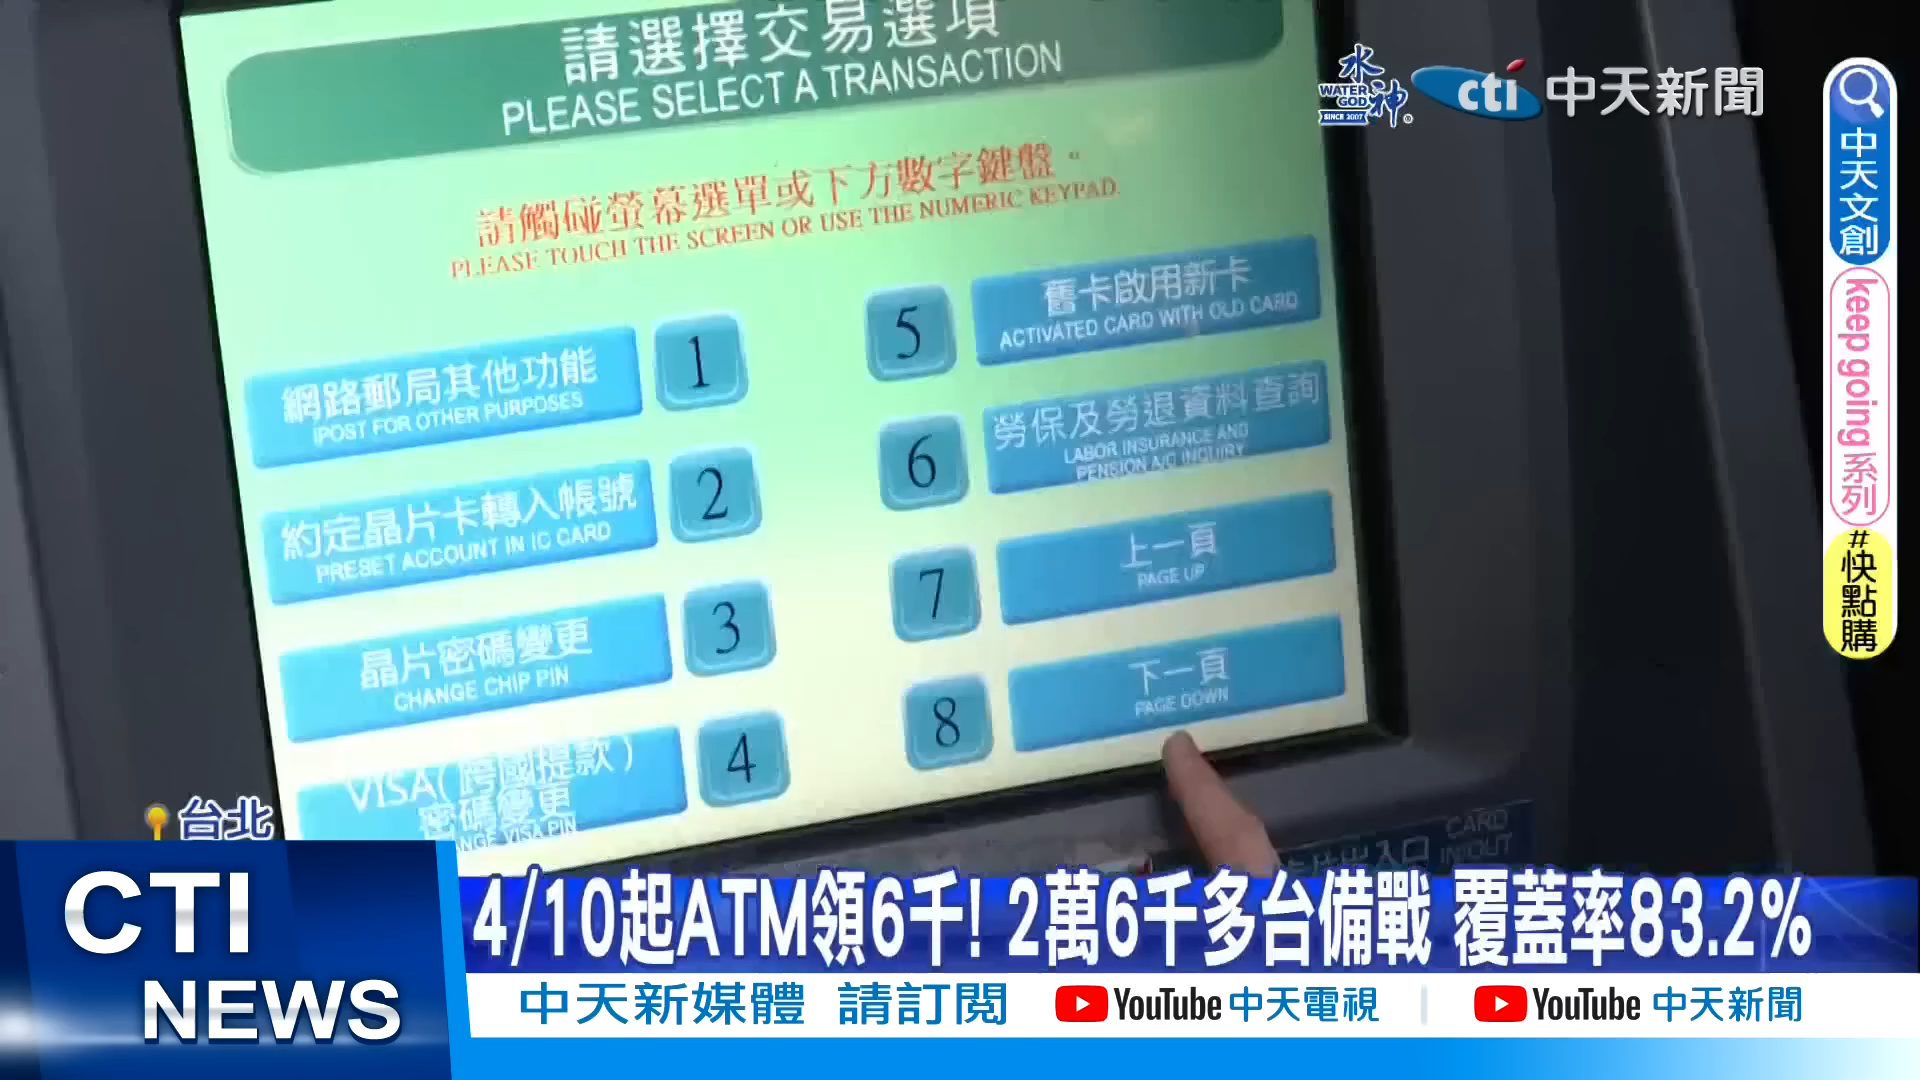 請選擇交易選項
PLEASE SELECT A TRANSACTION
請觸碰螢幕選單或下方數字鍵盤。
PLEASE TOUCH THE SCREEN OR USE THE NUMERIC KEYPAD.
網路郵局其他功能
IPOST FOR OTHER PURPOSES
1
約定晶片卡轉入帳號
PRESET ACCOUNT IN IC CARD
2
晶片密碼變更
CHANGE CHIP PIN
3
VISA(跨國提款)
密碼變更
ANGE VISA PIN
4
5
舊卡啟用新卡
ACTIVATED CARD WITH OLD CARD
6
勞保及勞退資料查詢
LABOR INSURANCE AND
PENSION A/C INQUIRY
7
上一頁
PAGE UP
8
下一頁
PAGE DOWN
CARD
IN/OUT
出入口
水神
WATER
GOD
SINCE 2007
cti 中天新聞
中天文創
keep going 系列
#快點購
台北
CTI
NEWS
4/10起ATM領6千! 2萬6千多台備戰 覆蓋率83.2%
中天新媒體 請訂閱 YouTube 中天電視 YouTube 中天新聞